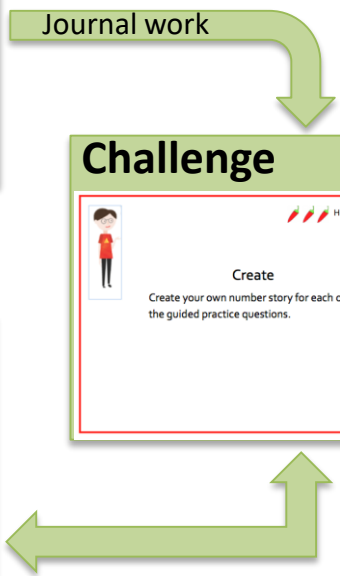 Journal work
Challenge
Create
Create your own number story for each
the guided practice questions.